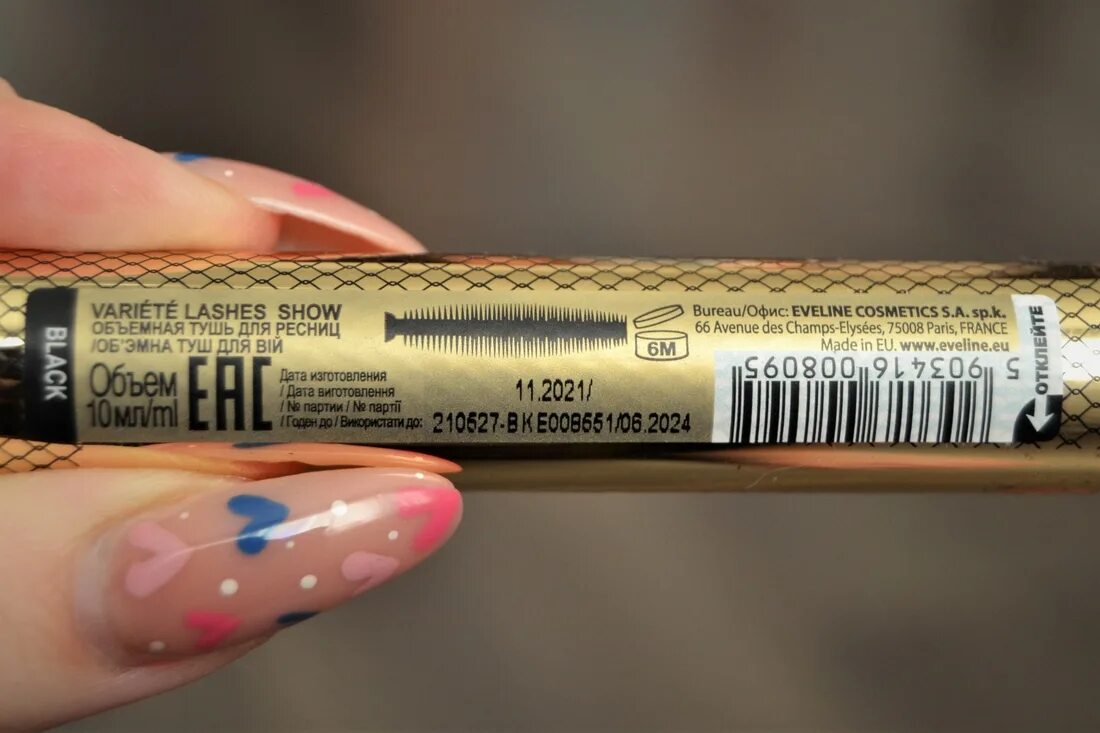 BLACK
VARIÉTÉ LASHES SHOW
ОБЪЕМНАЯ ТУШЬ ДЛЯ РЕСНИЦ
/ОБ'ЭМНА ТУШ ДЛЯ ВІЙ
Объем
10мл/ml
EAC
Дата изготовления
/ Дата виготовлення
/ № партии / № партії
/ Годен до / Використати до:
11.2021/
210527-BKE008551/06.2024
6M
Bureau/Офис: EVELINE COSMETICS S.A. sp.k.
66 Avenue des Champs-Elysées, 75008 Paris, FRANCE
Made in EU. www.eveline.eu
5 903416 008095
ОТКЛЕЙТЕ